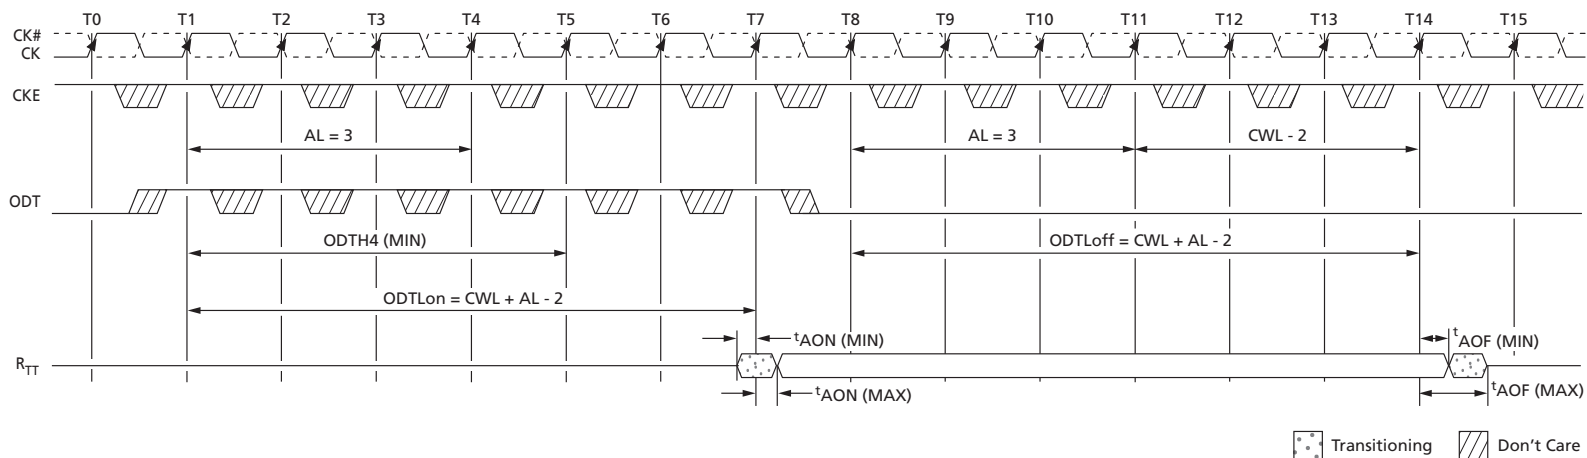 T0 T1 T2 T3 T4 T5 T6 T7 T8 T9 T10 T11 T12 T13 T14 T15
CK#
CK
CKE
AL = 3 AL = 3 CWL - 2
ODT
ODTH4 (MIN) ODTLoff = CWL + AL - 2
ODTLon = CWL + AL - 2
tAON (MIN) tAOF (MIN)
RTT
tAON (MAX) tAOF (MAX)
Transitioning Don't Care